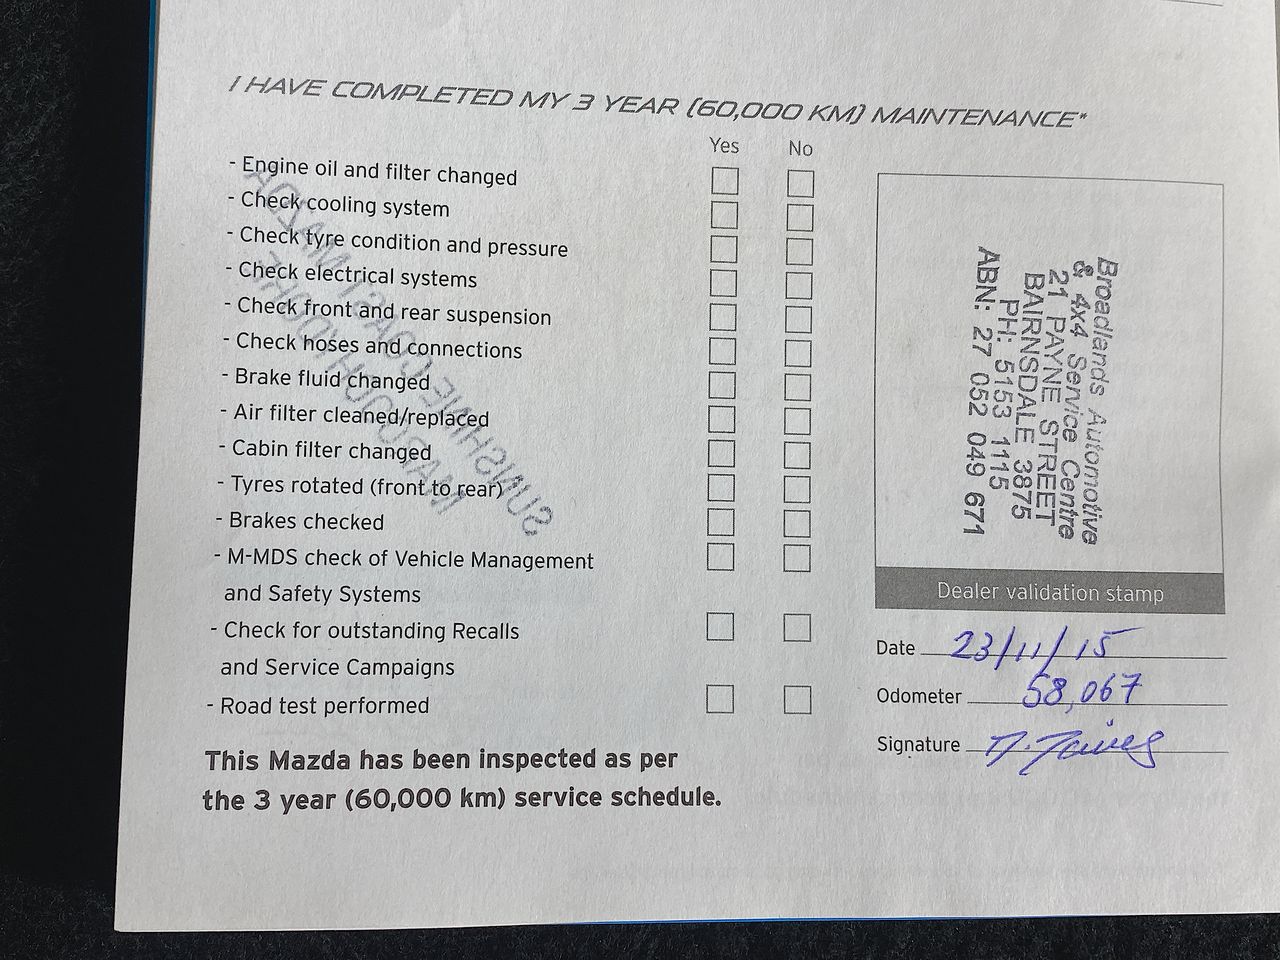 I HAVE COMPLETED MY 3 YEAR (60,000 KM) MAINTENANCE*
Yes No
- Engine oil and filter changed
- Check cooling system
- Check tyre condition and pressure
- Check electrical systems
- Check front and rear suspension
- Check hoses and connections
- Brake fluid changed
- Air filter cleaned/replaced
- Cabin filter changed
- Tyres rotated (front to rear)
- Brakes checked
- M-MDS check of Vehicle Management
and Safety Systems
- Check for outstanding Recalls
and Service Campaigns
- Road test performed
This Mazda has been inspected as per
the 3 year (60,000 km) service schedule.
Broadlands Automotive
& 4x4 Service Centre
21 PAYNE STREET
BAIRNSDALE 3875
PH: 5153 1115
ABN: 27 052 049 671
Dealer validation stamp
Date 23/11/15
Odometer 58,067
Signature
SUNSHINE COAST MAZDA
MAROOCHYDORE